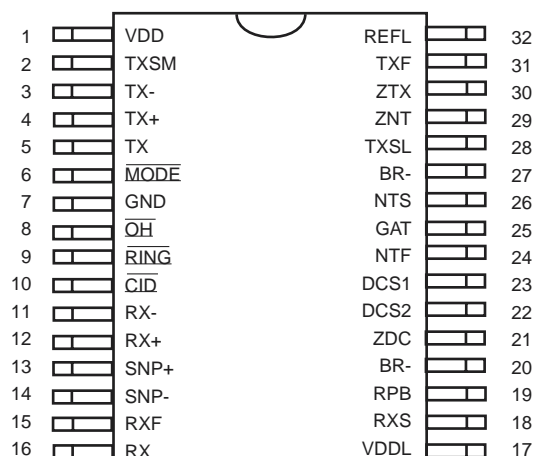 1 VDD REFL 32
2 TXSM TXF 31
3 TX- ZTX 30
4 TX+ ZNT 29
5 TX TXSL 28
6 MODE BR- 27
7 GND NTS 26
8 OH GAT 25
9 RING NTF 24
10 CID DCS1 23
11 RX- DCS2 22
12 RX+ ZDC 21
13 SNP+ BR- 20
14 SNP- RPB 19
15 RXF RXS 18
16 RX VDDL 17